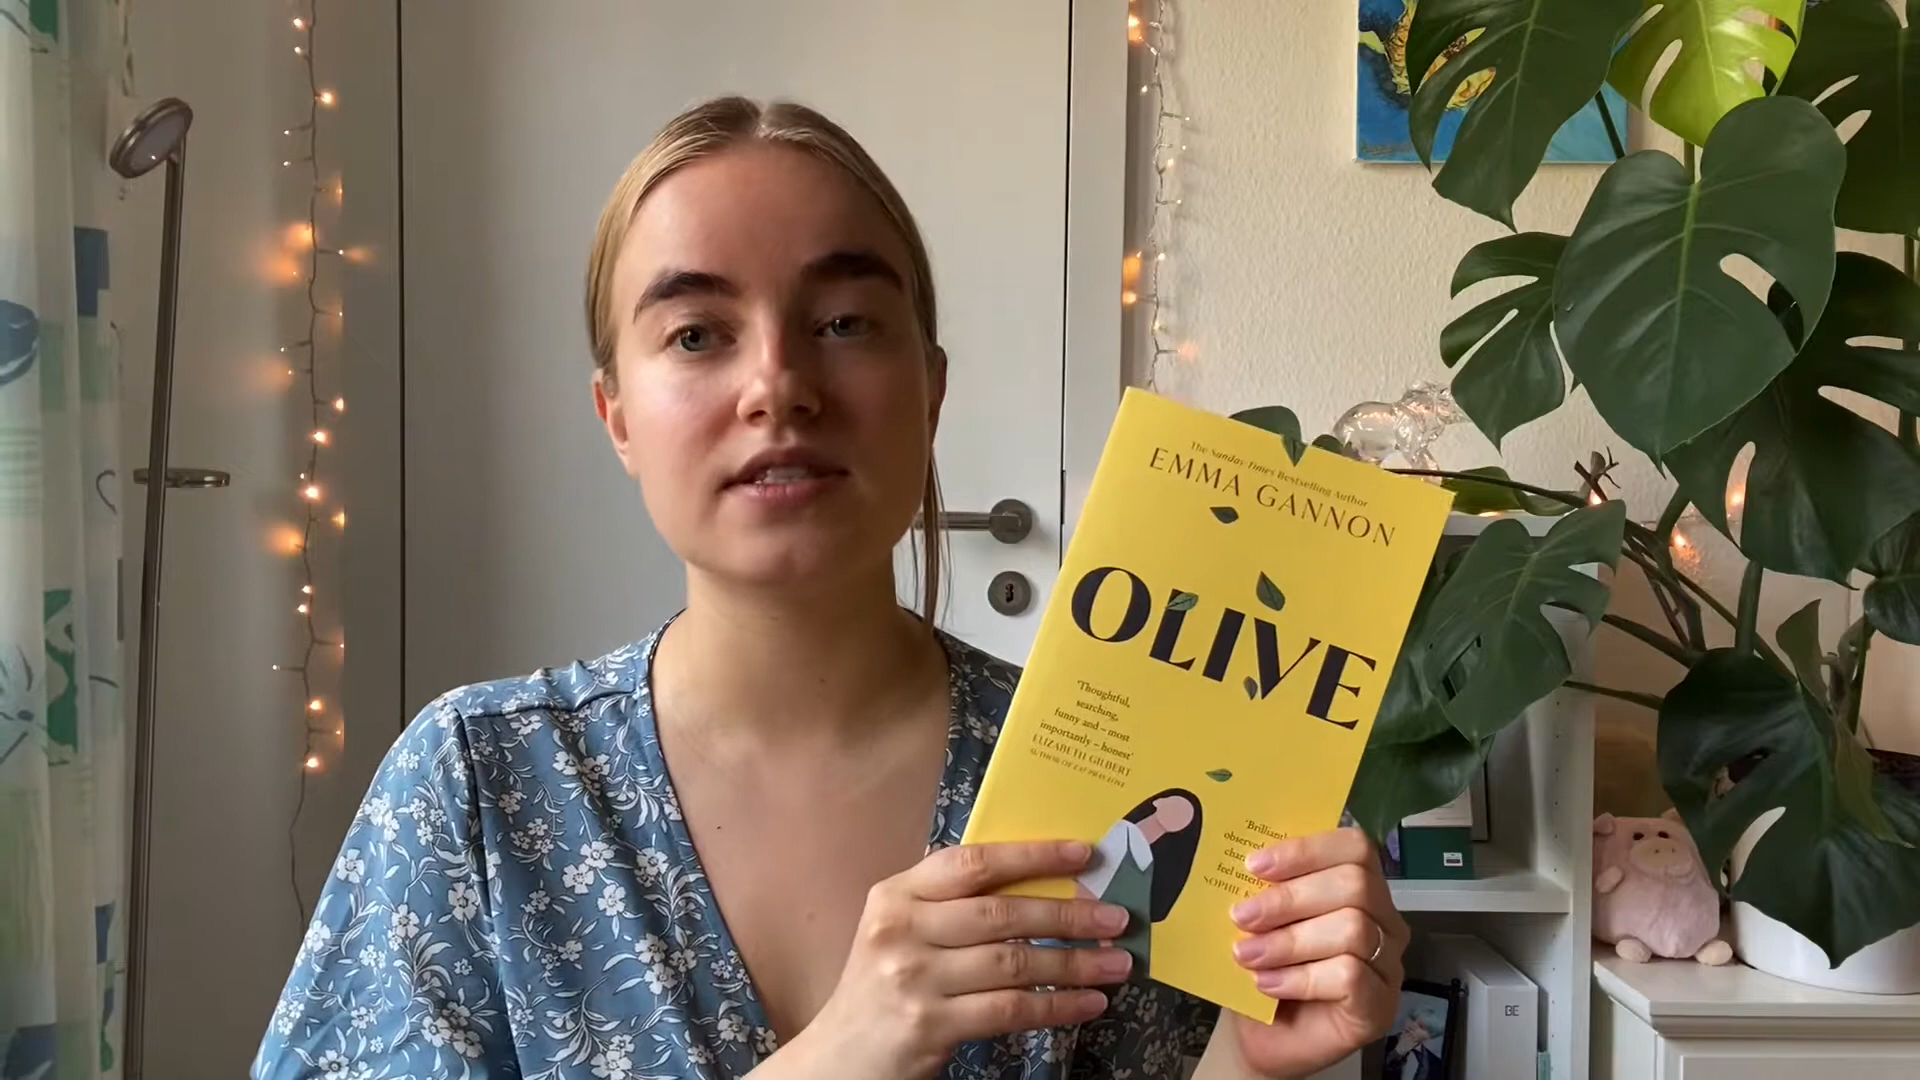 The Sunday Times Bestselling Author
EMMA GANNON
OLIVE
'Thoughtful,
searching,
funny and – most
importantly – honest'
ELIZABETH GILBERT
AUTHOR OF EAT PRAY LOVE
observed
feel utterly
SOPHIE
BE